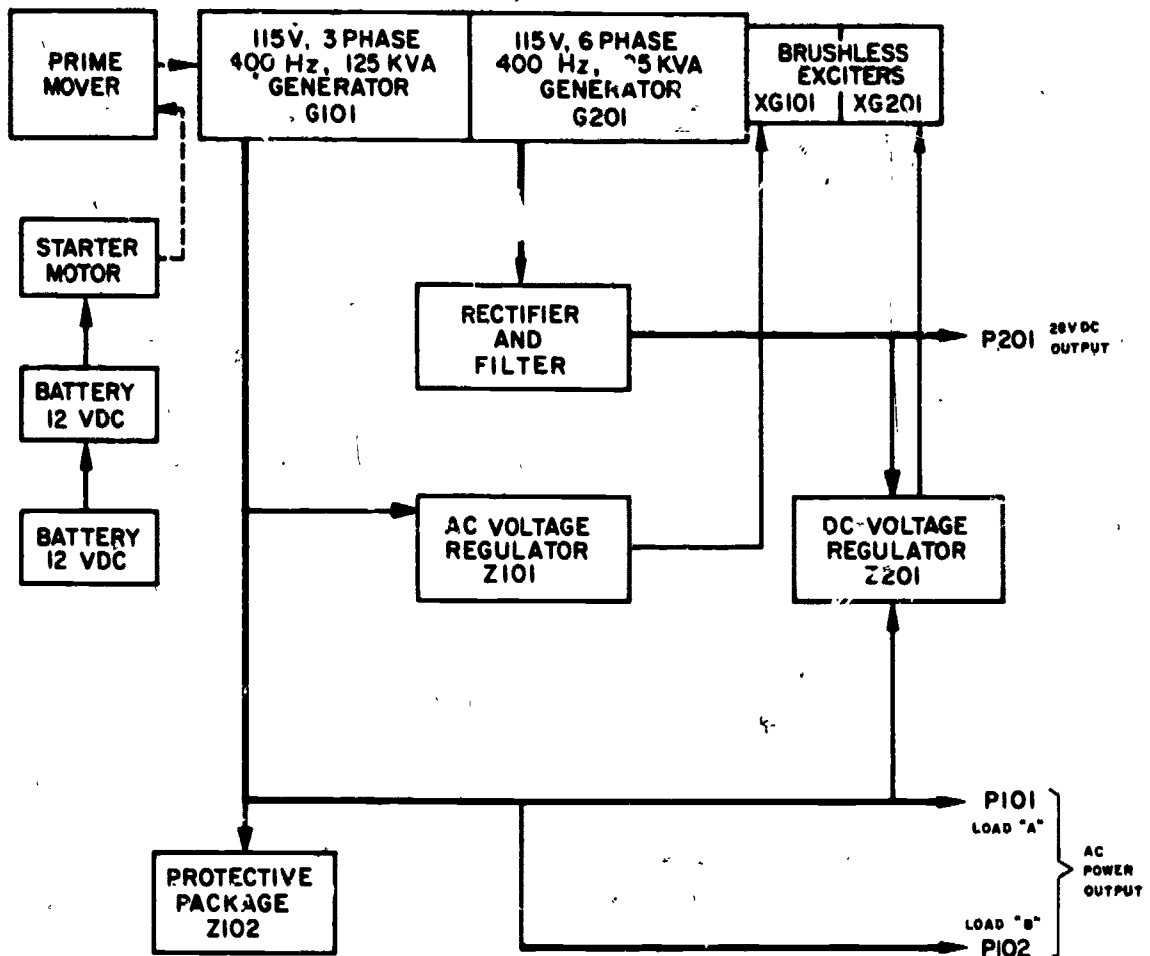 PRIME
MOVER
115V, 3 PHASE
400 Hz, 125 KVA
GENERATOR
G101
115V, 6 PHASE
400 Hz,
GENERATOR
G201
BRUSHLESS
EXCITERS
XG101
XG201
STARTER
MOTOR
RECTIFIER
AND
FILTER
P201
28V DC
OUTPUT
BATTERY
12 VDC
BATTERY
12 VDC
AC VOLTAGE
REGULATOR
Z101
DC VOLTAGE
REGULATOR
Z201
P101
LOAD "A"
AC
POWER
OUTPUT
PROTECTIVE
PACKAGE
Z102
LOAD "B"
P102